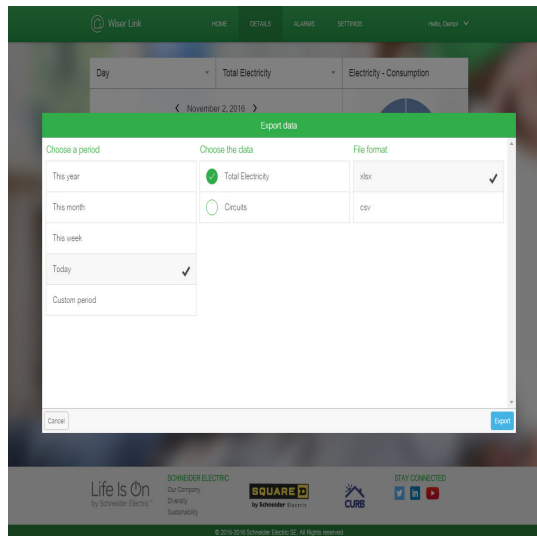 Wiser Link
HOME
DETAILS
ALARMS
SETTINGS
Hello, Demo!
Day
Total Electricity
Electricity - Consumption
November 2, 2016
Export data
Choose a period
Choose the data
File format
This year
Total Electricity
xlsx
This month
Circuits
csv
This week
Today
Custom period
Cancel
Export
Life Is On
by Schneider Electric
SCHNEIDER ELECTRIC
Our Company
Diversity
Sustainability
SQUARE D
by Schneider Electric
CURB
STAY CONNECTED
© 2015-2016 Schneider Electric SE. All Rights reserved